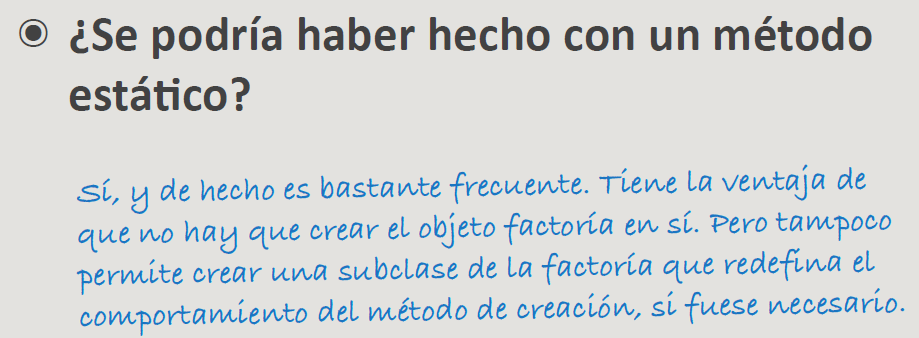 ¿Se podría haber hecho con un método
estático?
Sí, y de hecho es bastante frecuente. Tiene la ventaja de
que no hay que crear el objeto factoría en sí. Pero tampoco
permite crear una subclase de la factoría que redefina el
comportamiento del método de creación, si fuese necesario.